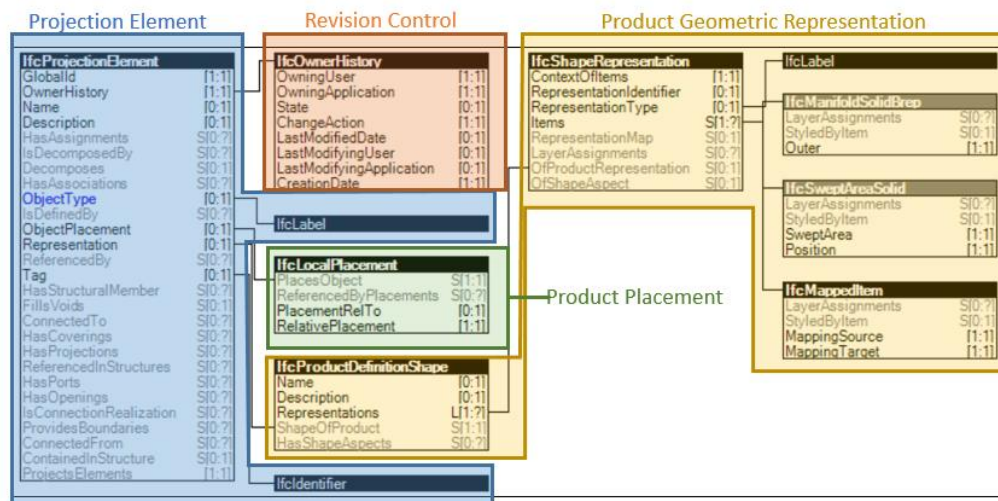 Projection Element
Revision Control
Product Geometric Representation
IfcProjectionElement
GlobalId [1:1]
OwnerHistory [1:1]
Name [0:1]
Description [0:1]
HasAssignments S[0:?]
IsDecomposedBy S[0:?]
Decomposes S[0:1]
HasAssociations S[0:?]
ObjectType [0:1]
IsDefinedBy S[0:?]
ObjectPlacement [0:1]
Representation [0:1]
ReferencedBy S[0:?]
Tag [0:1]
HasStructuralMember S[0:?]
FillsVoids S[0:1]
ConnectedTo S[0:?]
HasCoverings S[0:?]
HasProjections S[0:?]
ReferencedInStructures S[0:?]
HasPorts S[0:?]
HasOpenings S[0:?]
IsConnectionRealization S[0:?]
ProvidesBoundaries S[0:?]
ConnectedFrom S[0:?]
ContainedInStructure S[0:1]
ProjectsElements [1:1]
IfcOwnerHistory
OwningUser [1:1]
OwningApplication [1:1]
State [0:1]
ChangeAction [1:1]
LastModifiedDate [0:1]
LastModifyingUser [0:1]
LastModifyingApplication [0:1]
CreationDate [1:1]
IfcLabel
IfcLocalPlacement
PlacesObject S[1:1]
ReferencedByPlacements S[0:?]
PlacementRelTo [0:1]
RelativePlacement [1:1]
Product Placement
IfcProductDefinitionShape
Name [0:1]
Description [0:1]
Representations L[1:?]
ShapeOfProduct S[1:1]
HasShapeAspects S[0:?]
IfcIdentifier
IfcShapeRepresentation
ContextOfItems [1:1]
RepresentationIdentifier [0:1]
RepresentationType [0:1]
Items S[1:?]
RepresentationMap S[0:1]
LayerAssignments S[0:?]
OfProductRepresentation S[0:1]
OfShapeAspect S[0:1]
IfcLabel
IfcManifoldSolidBrep
LayerAssignments S[0:?]
StyledByItem S[0:1]
Outer [1:1]
IfcSweptAreaSolid
LayerAssignments S[0:?]
StyledByItem S[0:1]
SweptArea [1:1]
Position [1:1]
IfcMappedItem
LayerAssignments S[0:?]
StyledByItem S[0:1]
MappingSource [1:1]
MappingTarget [1:1]